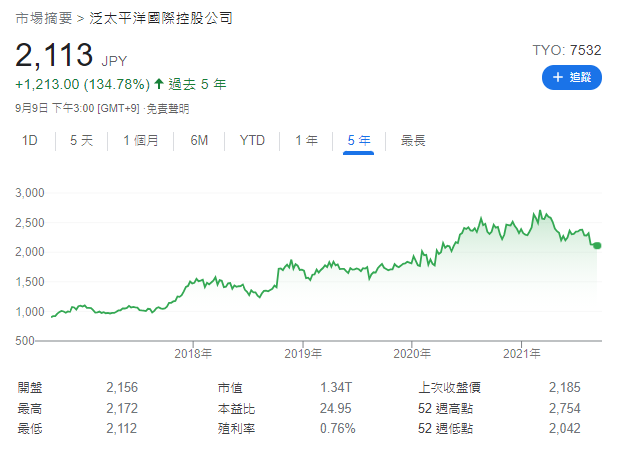 市場摘要 > 泛太平洋國際控股公司
2,113 JPY
TYO: 7532
+1,213.00 (134.78%) 過去 5 年
+ 追蹤
9月9日 下午3:00 [GMT+9] ·免責聲明
1D 5 天 1 個月 6M YTD 1 年 5 年 最長
3,000
2,500
2,000
1,500
1,000
500
2018年 2019年 2020年 2021年
開盤 2,156 市值 1.34T 上次收盤價 2,185
最高 2,172 本益比 24.95 52 週高點 2,754
最低 2,112 殖利率 0.76% 52 週低點 2,042